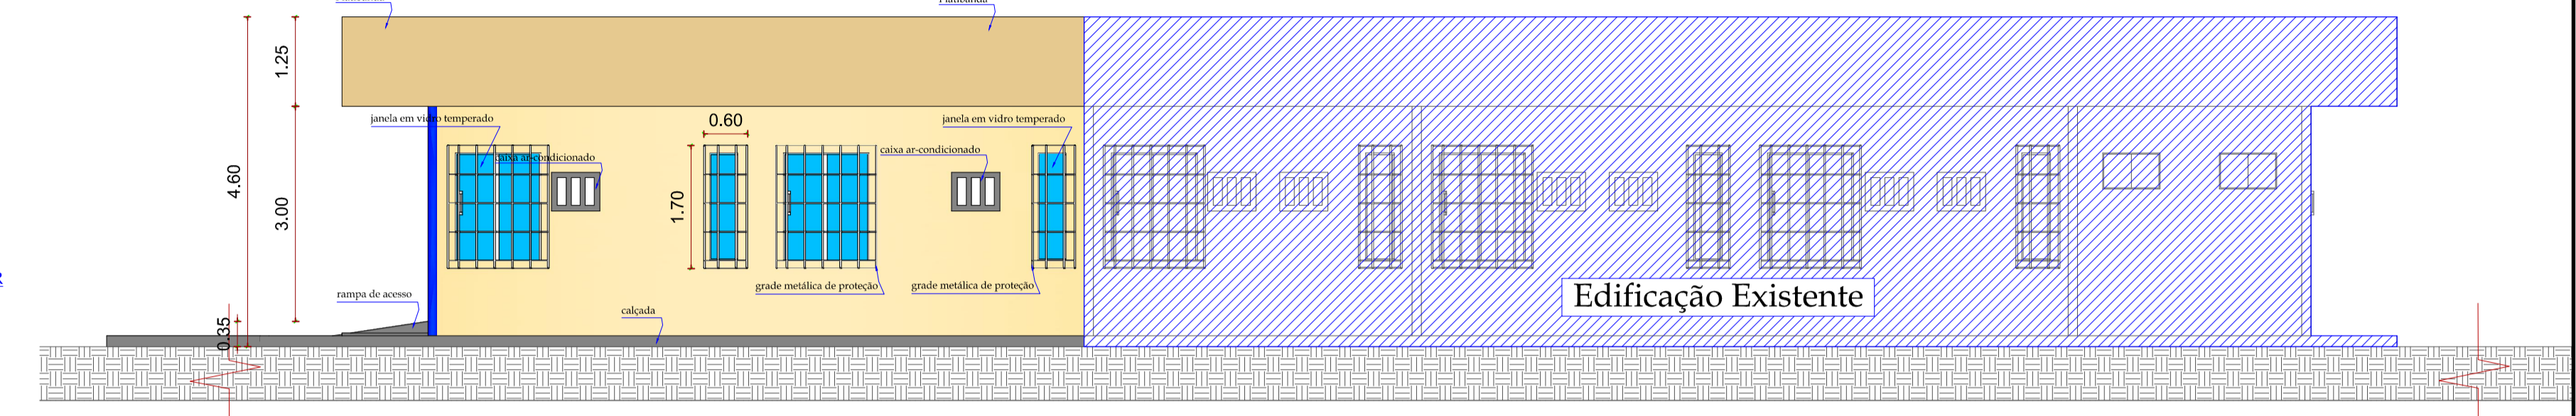 1.25
janela em vidro temperado
0.60
janela em vidro temperado
caixa ar-condicionado
caixa ar-condicionado
4.60
3.00
1.70
grade metálica de proteção
grade metálica de proteção
rampa de acesso
calçada
Edificação Existente
0.35